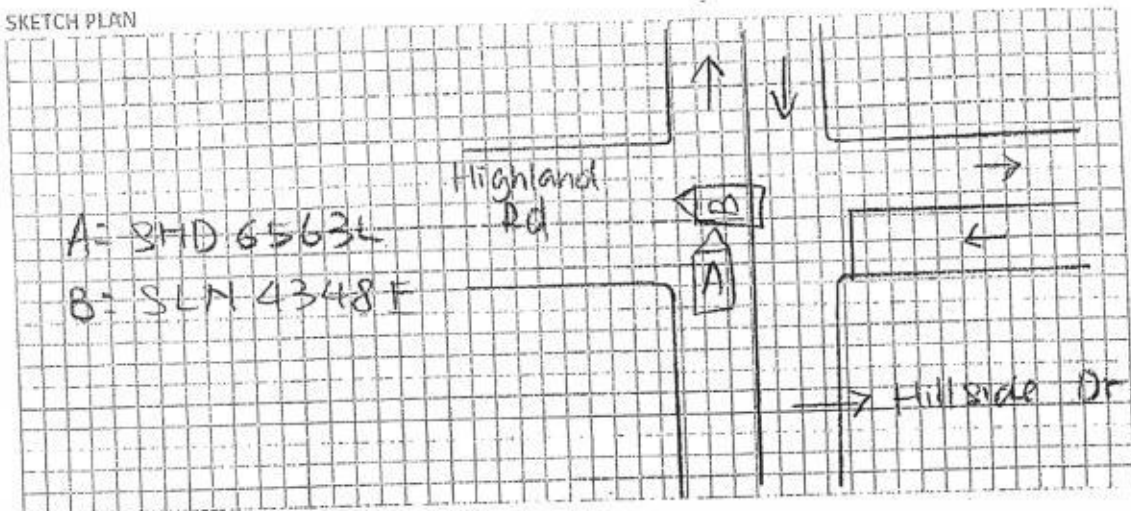 SKETCH PLAN
Highland
Rd
A= SHD 6563L
B= SLN 4348F
B
A
Hillside Dr